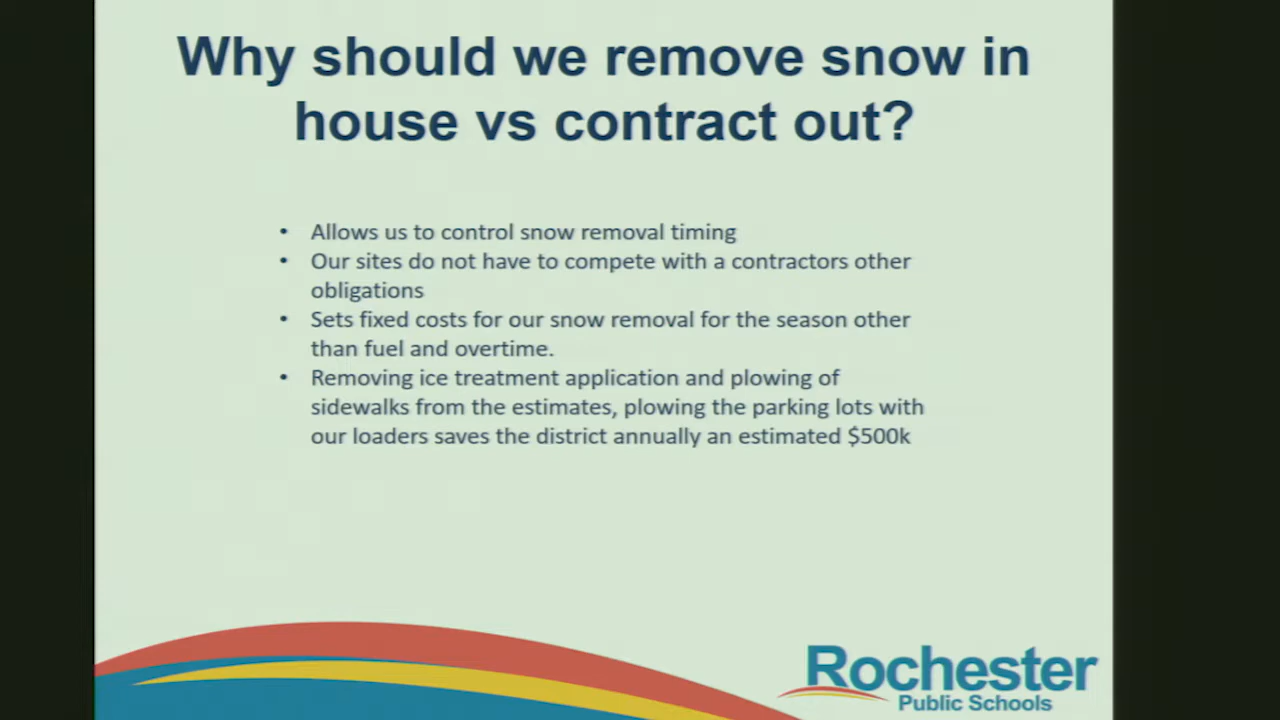 Why should we remove snow in
house vs contract out?
• Allows us to control snow removal timing
• Our sites do not have to compete with a contractors other
obligations
• Sets fixed costs for our snow removal for the season other
than fuel and overtime.
• Removing ice treatment application and plowing of
sidewalks from the estimates, plowing the parking lots with
our loaders saves the district annually an estimated $500k
Rochester
Public Schools